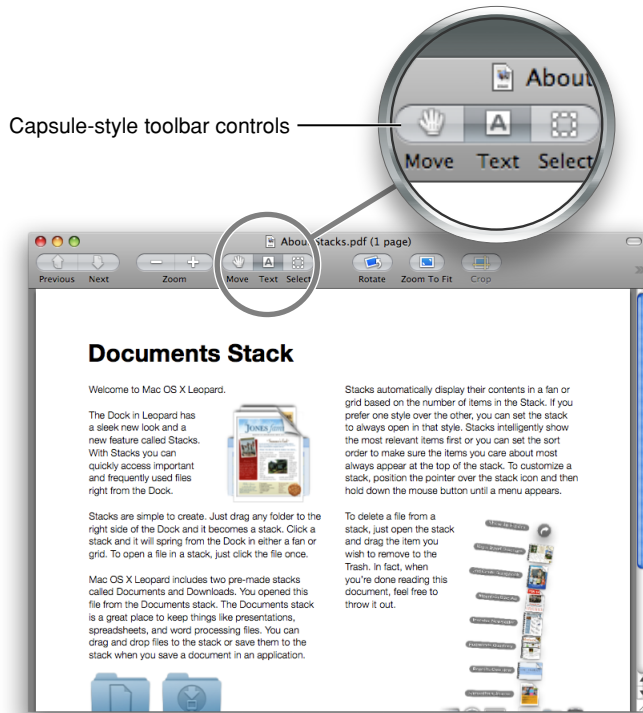 About
Capsule-style toolbar controls
Move Text Select
About Stacks.pdf (1 page)
Previous Next Zoom Move Text Select Rotate Zoom To Fit Crop
Documents Stack
Welcome to Mac OS X Leopard.
The Dock in Leopard has
a sleek new look and a
new feature called Stacks.
With Stacks you can
quickly access important
and frequently used files
right from the Dock.
JONES
Stacks are simple to create. Just drag any folder to the
right side of the Dock and it becomes a stack. Click a
stack and it will spring from the Dock in either a fan or
grid. To open a file in a stack, just click the file once.
Mac OS X Leopard includes two pre-made stacks
called Documents and Downloads. You opened this
file from the Documents stack. The Documents stack
is a great place to keep things like presentations,
spreadsheets, and word processing files. You can
drag and drop files to the stack or save them to the
stack when you save a document in an application.
Stacks automatically display their contents in a fan or
grid based on the number of items in the Stack. If you
prefer one style over the other, you can set the stack
to always open in that style. Stacks intelligently show
the most relevant items first or you can set the sort
order to make sure the items you care about most
always appear at the top of the stack. To customize a
stack, position the pointer over the stack icon and then
hold down the mouse button until a menu appears.
To delete a file from a
stack, just open the stack
and drag the item you
wish to remove to the
Trash. In fact, when
you're done reading this
document, feel free to
throw it out.